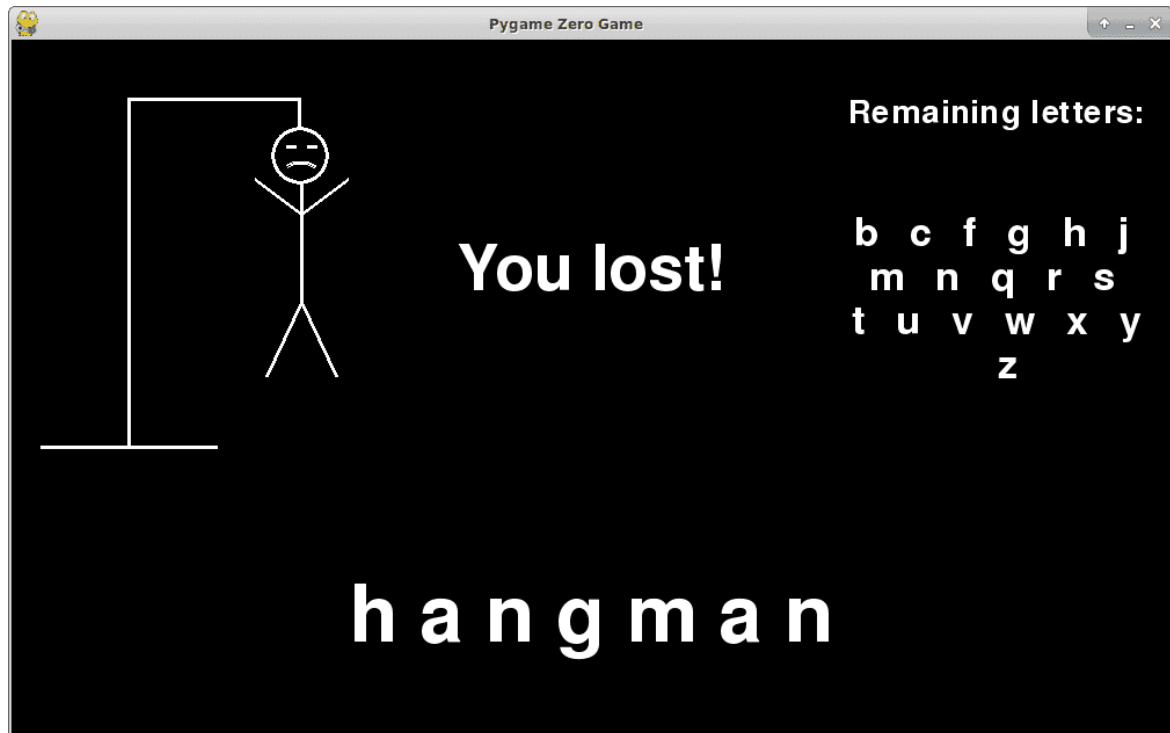 Pygame Zero Game
Remaining letters:
b c f g h j
m n q r s
t u v w x y
z
You lost!
h a n g m a n